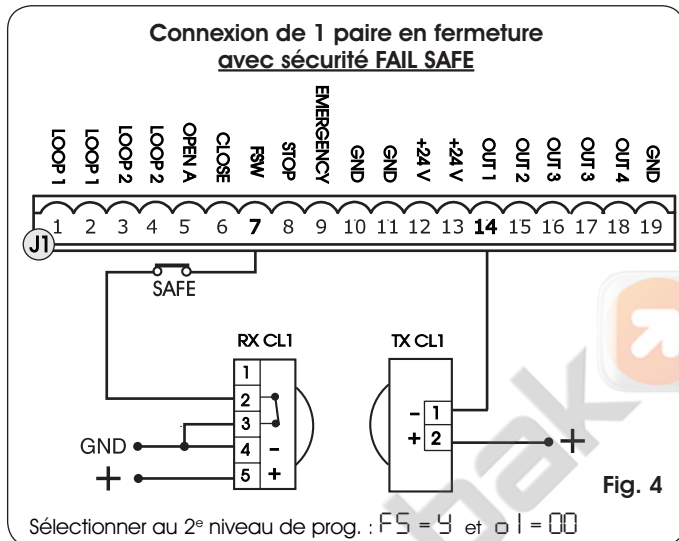 Connexion de 1 paire en fermeture
avec sécurité FAIL SAFE
LOOP 1 LOOP 1 LOOP 2 LOOP 2 OPEN A CLOSE FSW STOP EMERGENCY GND GND +24 V +24 V OUT 1 OUT 2 OUT 3 OUT 3 OUT 4 GND
1 2 3 4 5 6 7 8 9 10 11 12 13 14 15 16 17 18 19
J1
SAFE
RX CL1 TX CL1
1
2 - 1
3 + 2 +
GND 4 -
+ 5 +
Fig. 4
Sélectionner au 2e niveau de prog. : FS = Y et o1 = 00
bak